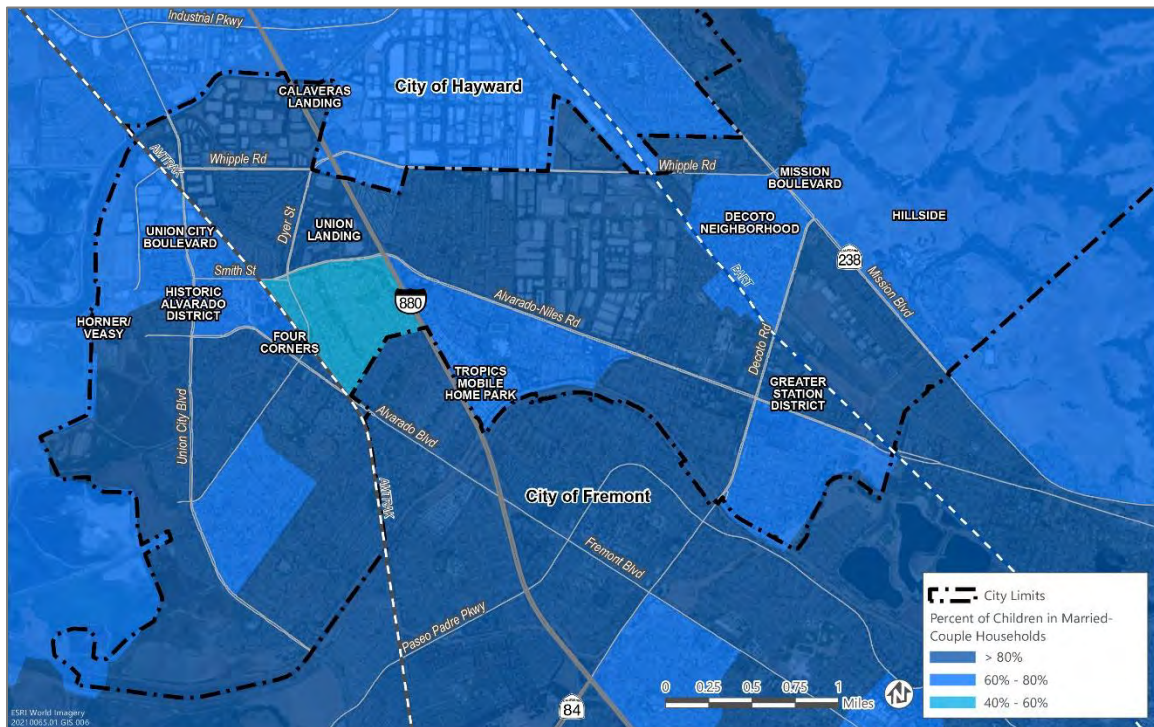 Industrial Pkwy
City of Hayward
CALAVERAS
LANDING
AMTRAK
Whipple Rd
Whipple Rd
MISSION
BOULEVARD
HILLSIDE
DECOTO
NEIGHBORHOOD
UNION CITY
BOULEVARD
Dyer St
UNION
LANDING
BART
CALIFORNIA
238
Mission Blvd
Smith St
HISTORIC
ALVARADO
DISTRICT
880
Alvarado-Niles Rd
HORNER/
VEASY
FOUR
CORNERS
Decoto Rd
TROPICS
MOBILE
HOME PARK
GREATER
STATION
DISTRICT
Union City Blvd
Alvarado Blvd
AMTRAK
City of Fremont
Fremont Blvd
Paseo Padre Pkwy
84
City Limits
Percent of Children in Married-
Couple Households
> 80%
60% - 80%
40% - 60%
0 0.25 0.5 0.75 1
Miles
N
ESRI World Imagery
20210065.01 GIS 006